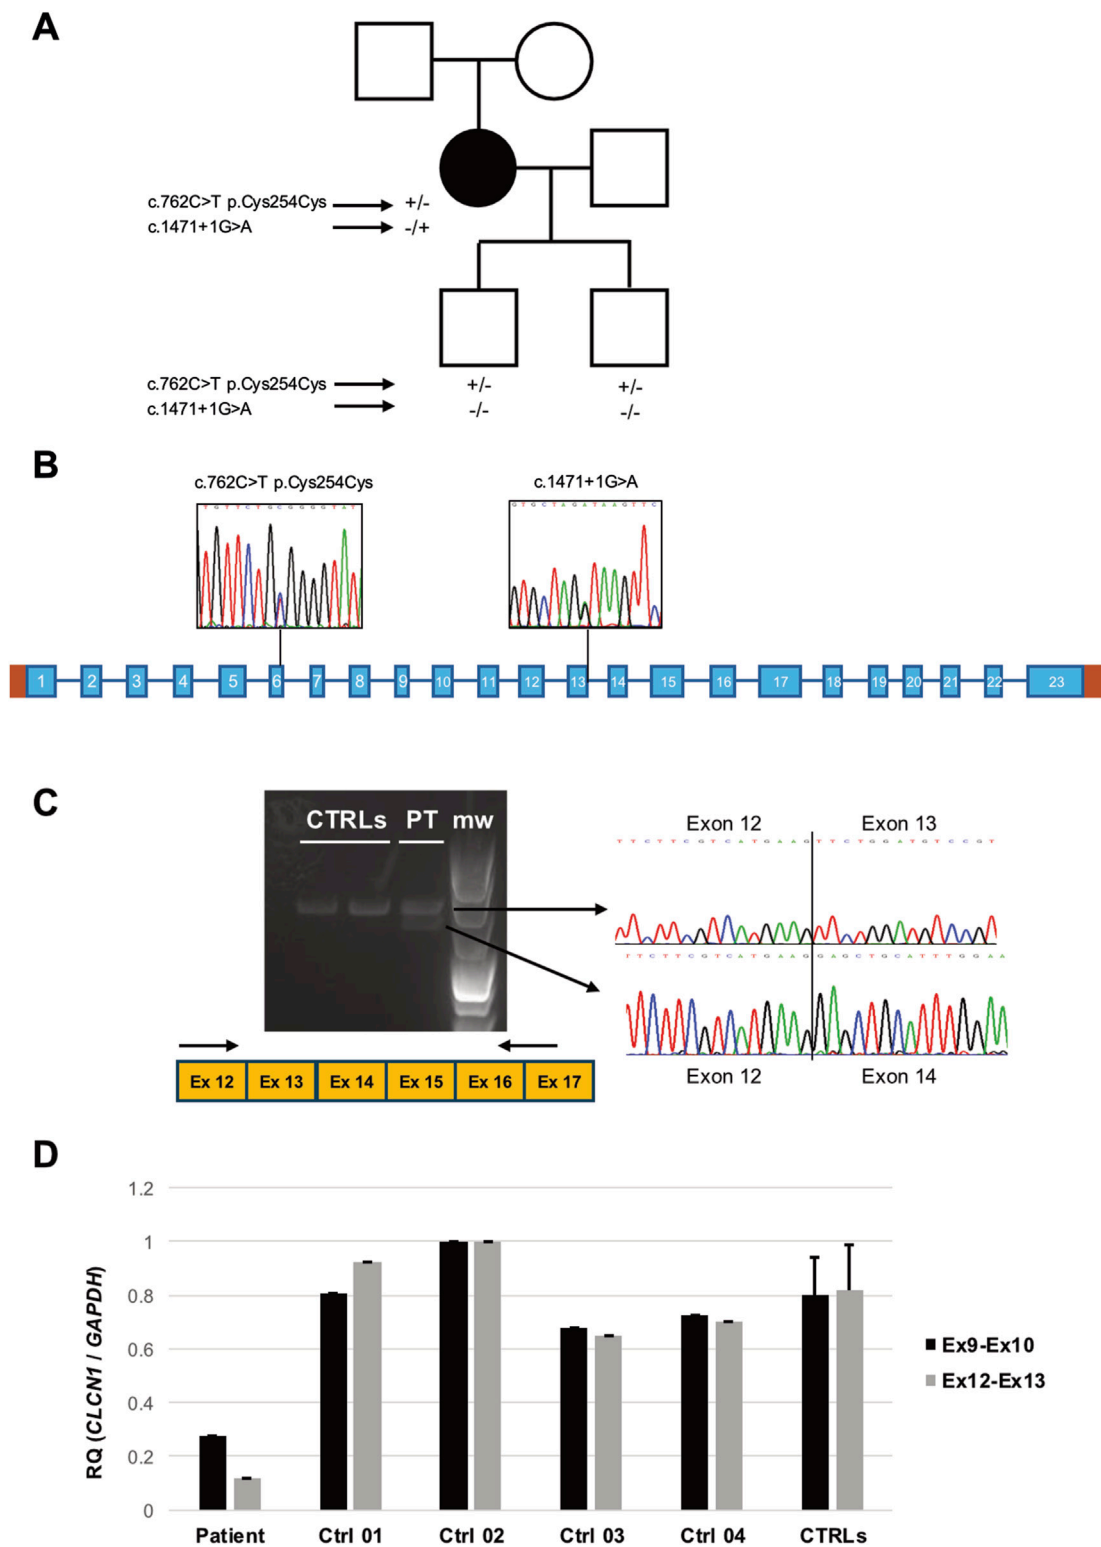 A
c.762C>T p.Cys254Cys
+/-
c.1471+1G>A
-/+
c.762C>T p.Cys254Cys
+/-
+/-
c.1471+1G>A
-/-
-/-
B
c.762C>T p.Cys254Cys
c.1471+1G>A
T G T T C T G C G G G G T A T
G T G C T A G A T A A G T T C
1 2 3 4 5 6 7 8 9 10 11 12 13 14 15 16 17 18 19 20 21 22 23
C
CTRLs PT mw
Exon 12 Exon 13
T T C T T C G T C A T G A A G T T C T G G A T G T C C G T
T T C T T C G T C A T G A A G G A G C T G C A T T T G G A A
Exon 12 Exon 14
Ex 12 Ex 13 Ex 14 Ex 15 Ex 16 Ex 17
D
RQ (CLCN1 / GAPDH)
1.2
1
0.8
0.6
0.4
0.2
0
Patient Ctrl 01 Ctrl 02 Ctrl 03 Ctrl 04 CTRLs
Ex9-Ex10
Ex12-Ex13